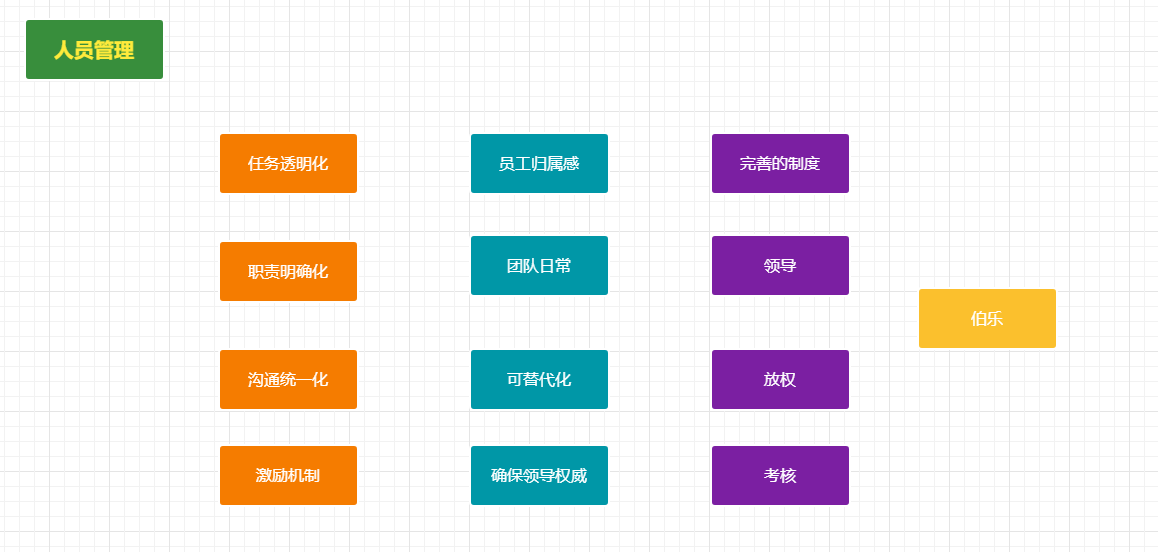 人员管理
任务透明化
员工归属感
完善的制度
职责明确化
团队日常
领导
伯乐
沟通统一化
可替代化
放权
激励机制
确保领导权威
考核